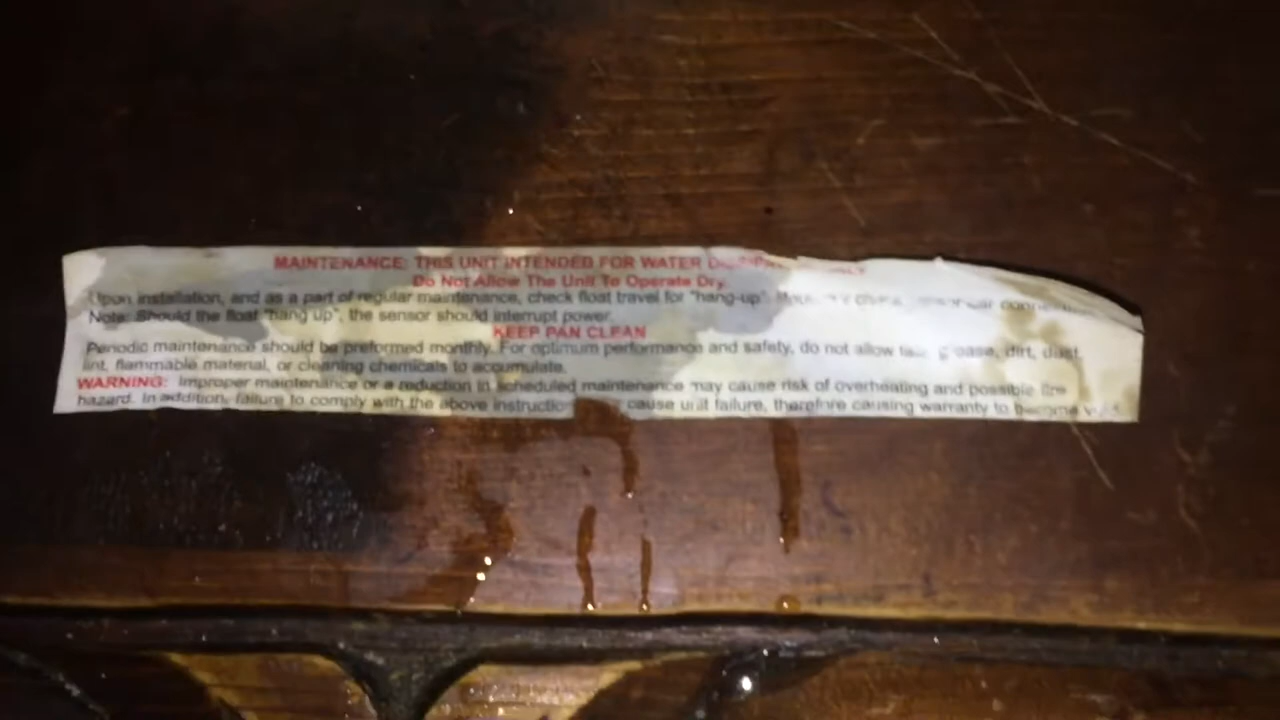 MAINTENANCE: THIS UNIT INTENDED FOR WATER
Do Not Allow The Unit To Operate Dry.
Upon installation, and as a part of regular maintenance, check float travel for "hang-up".
Note: Should the float "hang up", the sensor should interrupt power.
KEEP PAN CLEAN
Periodic maintenance should be preformed monthly. For optimum performance and safety, do not allow dirt, dust,
lint, flammable material, or cleaning chemicals to accumulate.
WARNING: Improper maintenance or a reduction in scheduled maintenance may cause risk of overheating and possible fire
hazard. In addition, failure to comply with the above cause unit failure, therefore causing warranty to become